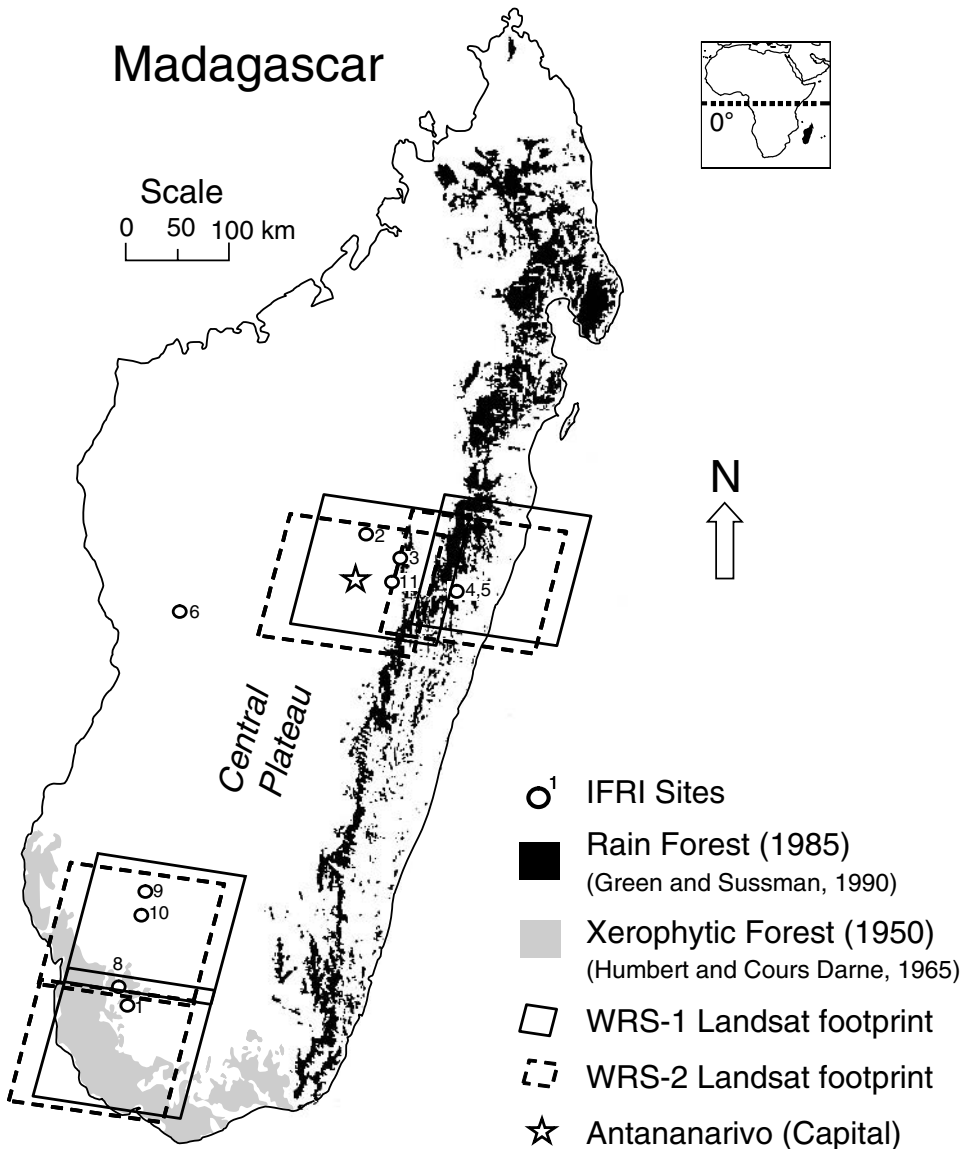 Madagascar
0°
Scale
0 50 100 km
N
2
3
11
4,5
6
Central
Plateau
9
10
8
1
1
IFRI Sites
Rain Forest (1985)
(Green and Sussman, 1990)
Xerophytic Forest (1950)
(Humbert and Cours Darne, 1965)
WRS-1 Landsat footprint
WRS-2 Landsat footprint
Antananarivo (Capital)